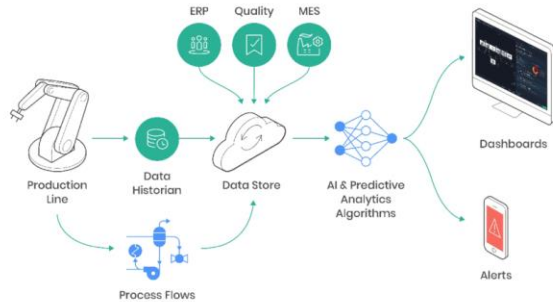 ERP
Quality
MES
Production
Line
Data
Historian
Data Store
AI & Predictive
Analytics
Algorithms
Dashboards
Process Flows
Alerts